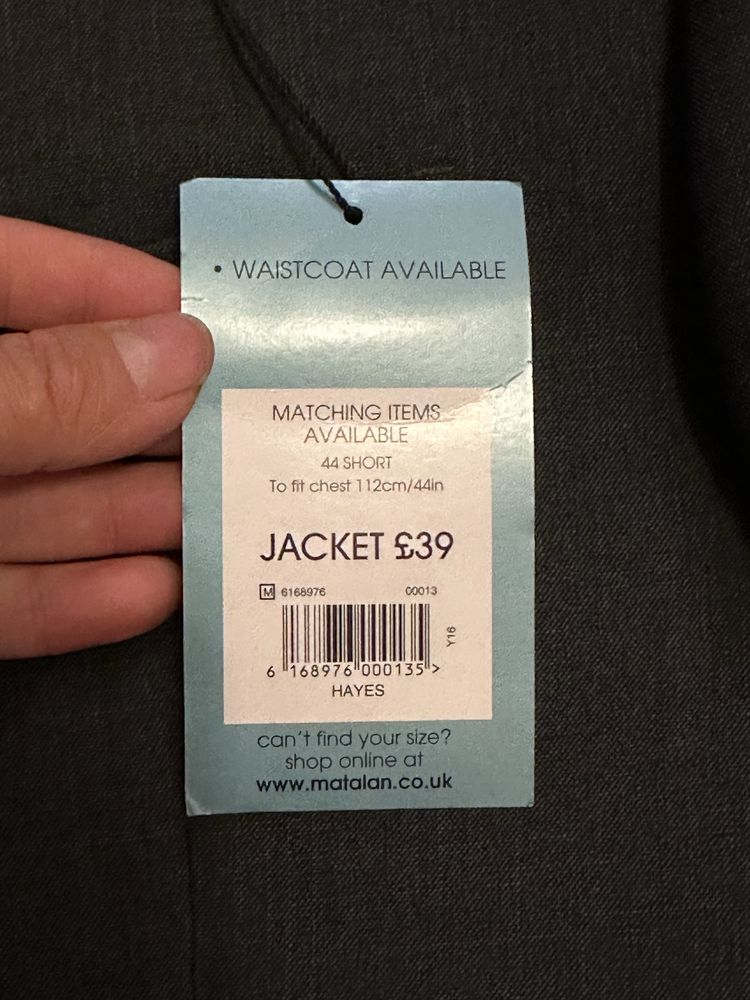 • WAISTCOAT AVAILABLE
MATCHING ITEMS
AVAILABLE
44 SHORT
To fit chest 112cm/44in
JACKET £39
M 6168976 00013
Y16
6 168976 000135 >
HAYES
can't find your size?
shop online at
www.matalan.co.uk